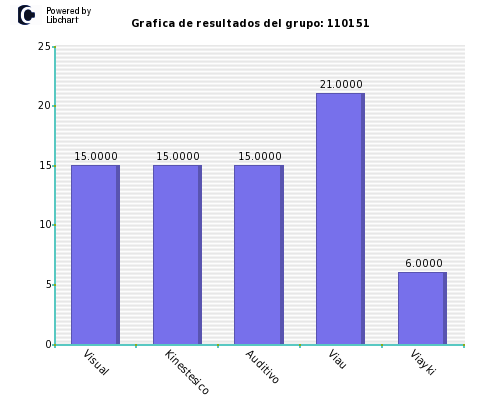 Powered by
Libchart
Grafica de resultados del grupo: 110151
25
20
15
10
5
0
15.0000
15.0000
15.0000
21.0000
6.0000
Visual
Kinestesico
Auditivo
Viau
Viayki